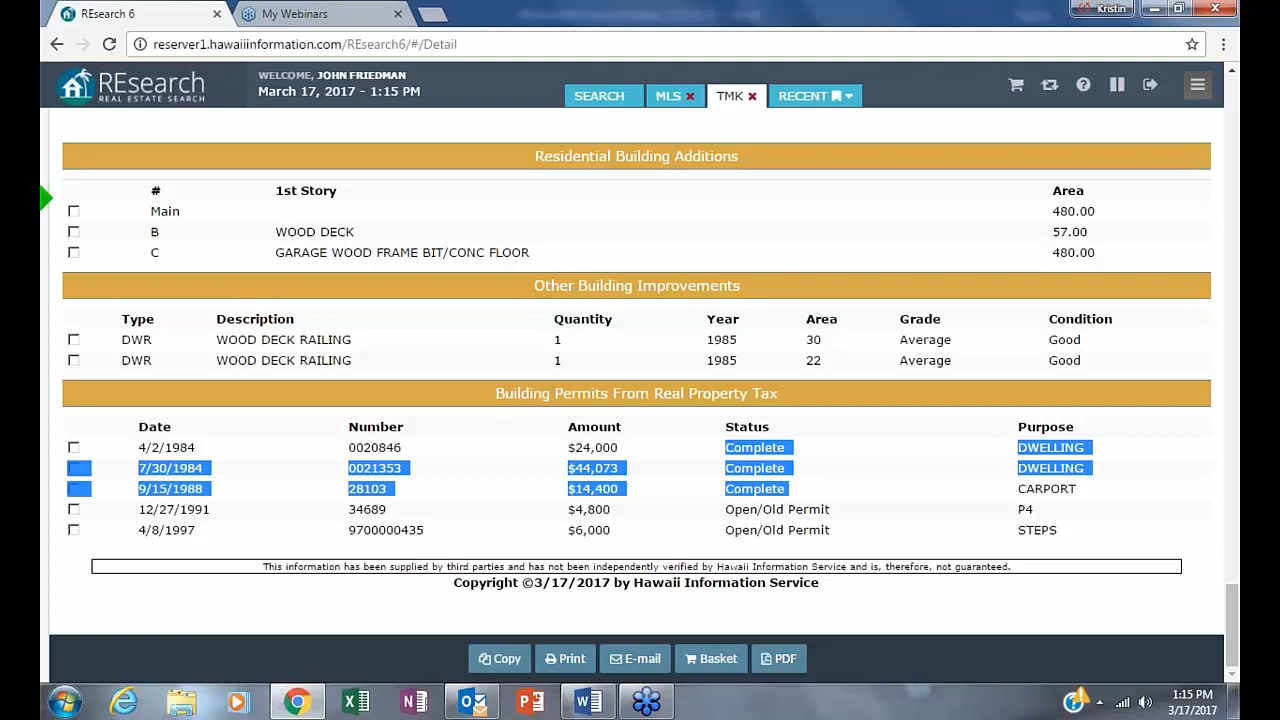 REsearch 6
My Webinars
Kristin
reserver1.hawaiiinformation.com/REsearch6/#/Detail
REsearch
REAL ESTATE SEARCH
WELCOME, JOHN FRIEDMAN
March 17, 2017 - 1:15 PM
SEARCH MLS TMK RECENT
Residential Building Additions
# 1st Story Area
Main 480.00
B WOOD DECK 57.00
C GARAGE WOOD FRAME BIT/CONC FLOOR 480.00
Other Building Improvements
Type Description Quantity Year Area Grade Condition
DWR WOOD DECK RAILING 1 1985 30 Average Good
DWR WOOD DECK RAILING 1 1985 22 Average Good
Building Permits From Real Property Tax
Date Number Amount Status Purpose
4/2/1984 0020846 $24,000 Complete DWELLING
7/30/1984 0021353 $44,073 Complete DWELLING
9/15/1988 28103 $14,400 Complete CARPORT
12/27/1991 34689 $4,800 Open/Old Permit P4
4/8/1997 9700000435 $6,000 Open/Old Permit STEPS
This information has been supplied by third parties and has not been independently verified by Hawaii Information Service and is, therefore, not guaranteed.
Copyright ©3/17/2017 by Hawaii Information Service
Copy Print E-mail Basket PDF
1:15 PM
3/17/2017